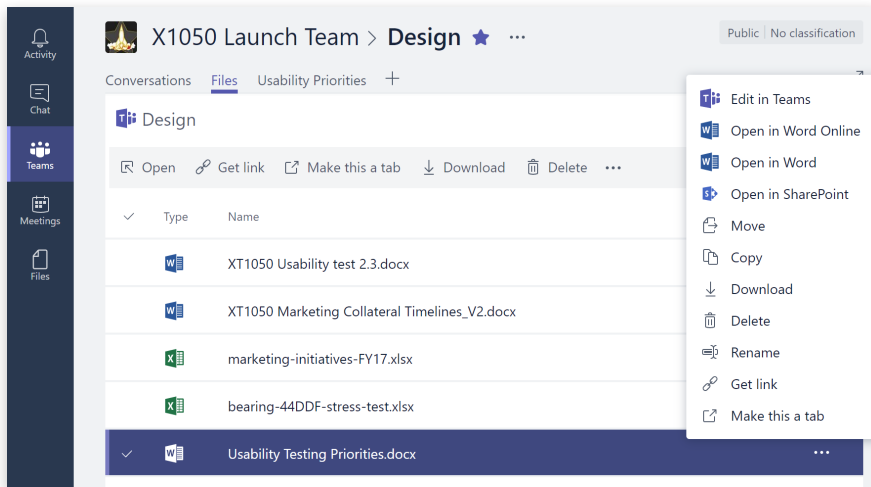 Activity
Chat
Teams
Meetings
Files
X1050 Launch Team > Design
Public | No classification
Conversations Files Usability Priorities
Design
Open Get link Make this a tab Download Delete
Type Name
XT1050 Usability test 2.3.docx
XT1050 Marketing Collateral Timelines_V2.docx
marketing-initiatives-FY17.xlsx
bearing-44DDF-stress-test.xlsx
Usability Testing Priorities.docx
Edit in Teams
Open in Word Online
Open in Word
Open in SharePoint
Move
Copy
Download
Delete
Rename
Get link
Make this a tab